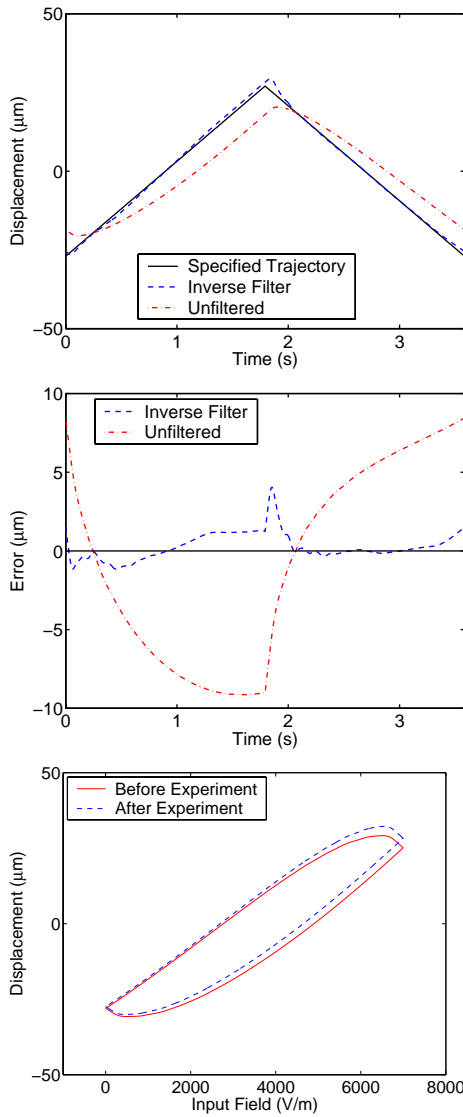 50
0
−50
Displacement (μm)
Specified Trajectory
Inverse Filter
Unfiltered
0
1
2
3
Time (s)
10
5
0
−5
−10
Error (μm)
Inverse Filter
Unfiltered
0
1
2
3
Time (s)
50
0
−50
Displacement (μm)
Before Experiment
After Experiment
0
2000
4000
6000
8000
Input Field (V/m)